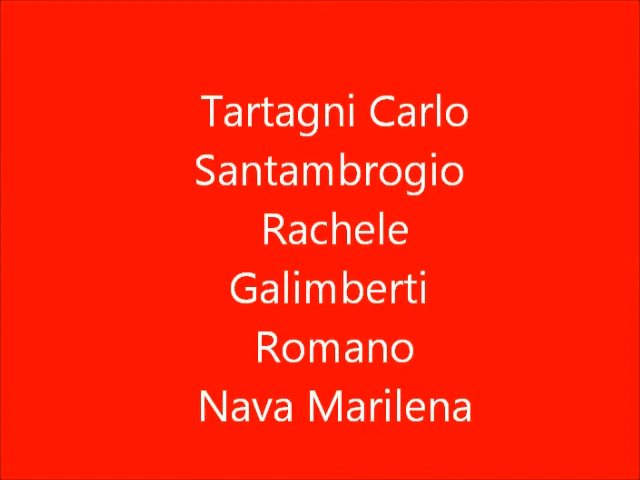 Tartagni Carlo
Santambrogio
Rachele
Galimberti
Romano
Nava Marilena